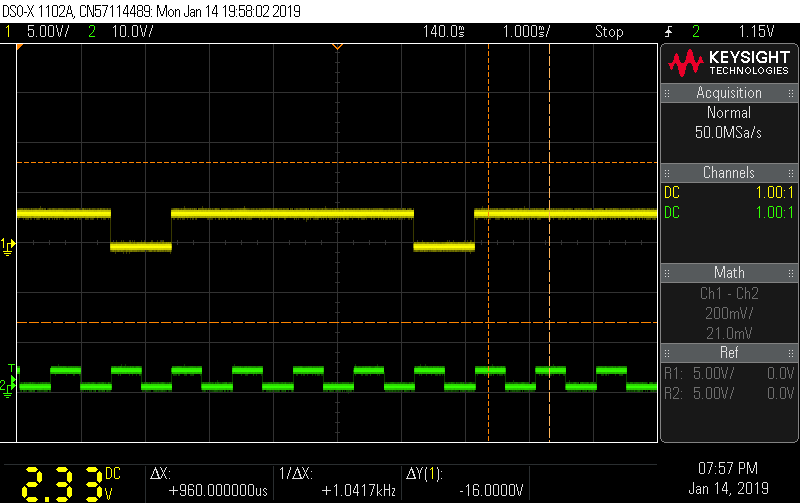 DSO-X 1102A, CN57114489: Mon Jan 14 19:58:02 2019
1 5.00V/ 2 10.0V/ 140.0s 1.000s/ Stop 2 1.15V
KEYSIGHT
TECHNOLOGIES
Acquisition
Normal
50.0MSa/s
Channels
DC 1.00:1
DC 1.00:1
Math
Ch1 - Ch2
200mV/
21.0mV
Ref
R1: 5.00V/ 0.0V
R2: 5.00V/ 0.0V
1
T
2
2.33 DC V
ΔX:
+960.000000us
1/ΔX:
+1.0417kHz
ΔY(1):
-16.0000V
07:57 PM
Jan 14, 2019